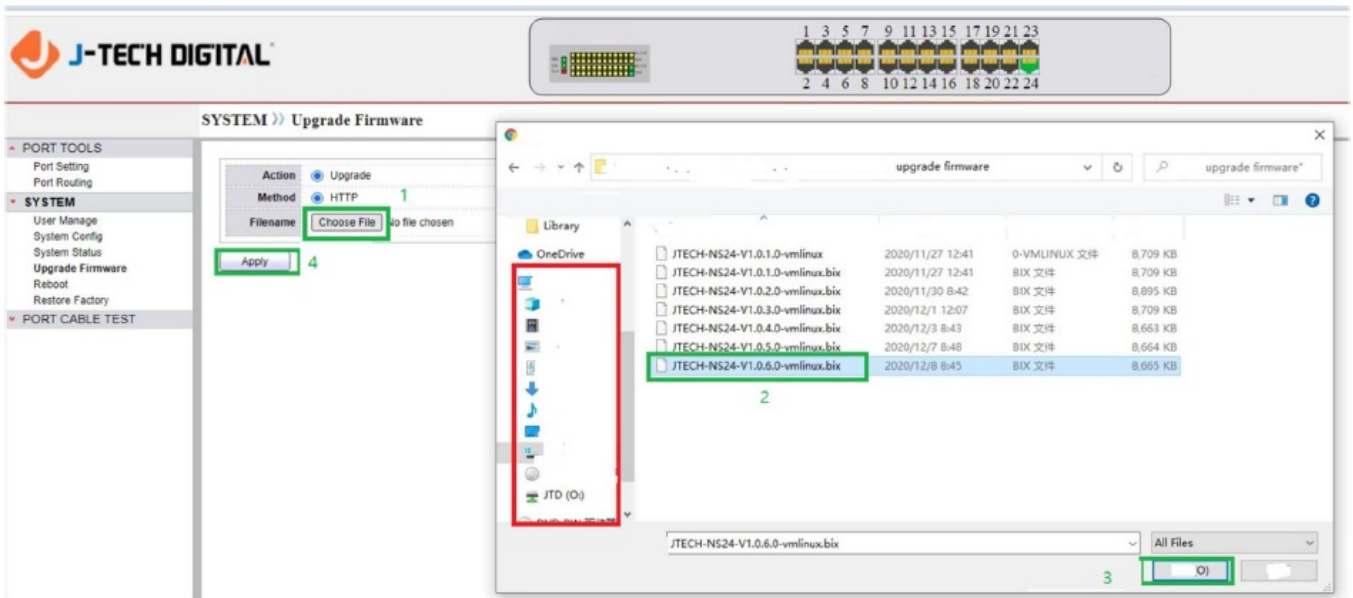 J-TECH DIGITAL
1 3 5 7 9 11 13 15 17 19 21 23
2 4 6 8 10 12 14 16 18 20 22 24
SYSTEM >> Upgrade Firmware
PORT TOOLS
Port Setting
Port Routing
SYSTEM
User Manage
System Config
System Status
Upgrade Firmware
Reboot
Restore Factory
PORT CABLE TEST
Action Upgrade
Method HTTP 1
Filename Choose File No file chosen
Apply 4
upgrade firmware upgrade firmware"
Library
OneDrive
JTD (O:)
JTECH-NS24-V1.0.1.0-vmlinux 2020/11/27 12:41 0-VMLINUX 文件 8,709 KB
JTECH-NS24-V1.0.1.0-vmlinux.bix 2020/11/27 12:41 BIX 文件 8,709 KB
JTECH-NS24-V1.0.2.0-vmlinux.bix 2020/11/30 8:42 BIX 文件 8,895 KB
JTECH-NS24-V1.0.3.0-vmlinux.bix 2020/12/1 12:07 BIX 文件 8,709 KB
JTECH-NS24-V1.0.4.0-vmlinux.bix 2020/12/3 8:43 BIX 文件 8,663 KB
JTECH-NS24-V1.0.5.0-vmlinux.bix 2020/12/7 8:48 BIX 文件 8,664 KB
JTECH-NS24-V1.0.6.0-vmlinux.bix 2020/12/8 8:45 BIX 文件 8,665 KB
2
JTECH-NS24-V1.0.6.0-vmlinux.bix All Files
3 O)